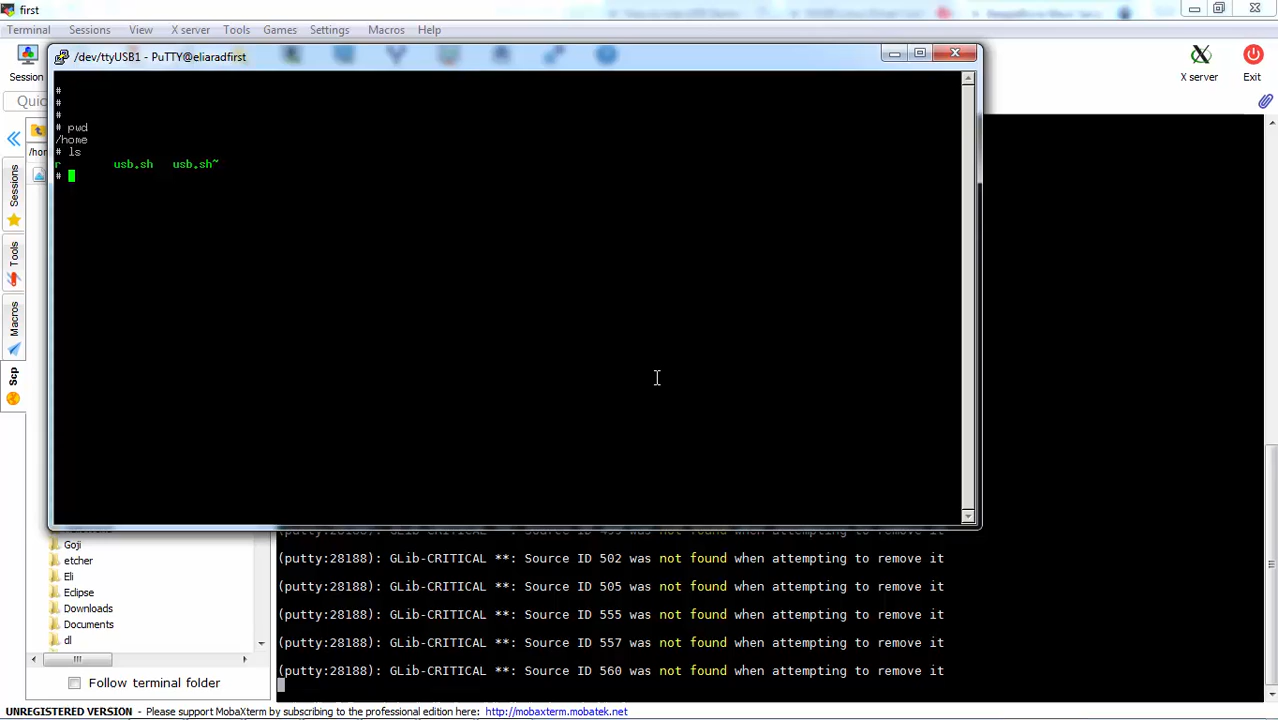 first
Terminal Sessions View X server Tools Games Settings Macros Help
/dev/ttyUSB1 - PuTTY@eliaradfirst
Session
X server
Exit
Quic
/hom
#
#
#
# pwd
/home
# ls
r usb.sh usb.sh~
#
Sessions
Tools
Macros
Scp
Goji
etcher
Eli
Eclipse
Downloads
Documents
dl
Follow terminal folder
(putty:28188): GLib-CRITICAL **: Source ID 499 was not found when attempting to remove it
(putty:28188): GLib-CRITICAL **: Source ID 502 was not found when attempting to remove it
(putty:28188): GLib-CRITICAL **: Source ID 505 was not found when attempting to remove it
(putty:28188): GLib-CRITICAL **: Source ID 555 was not found when attempting to remove it
(putty:28188): GLib-CRITICAL **: Source ID 557 was not found when attempting to remove it
(putty:28188): GLib-CRITICAL **: Source ID 560 was not found when attempting to remove it
UNREGISTERED VERSION - Please support MobaXterm by subscribing to the professional edition here: http://mobaxterm.mobatek.net